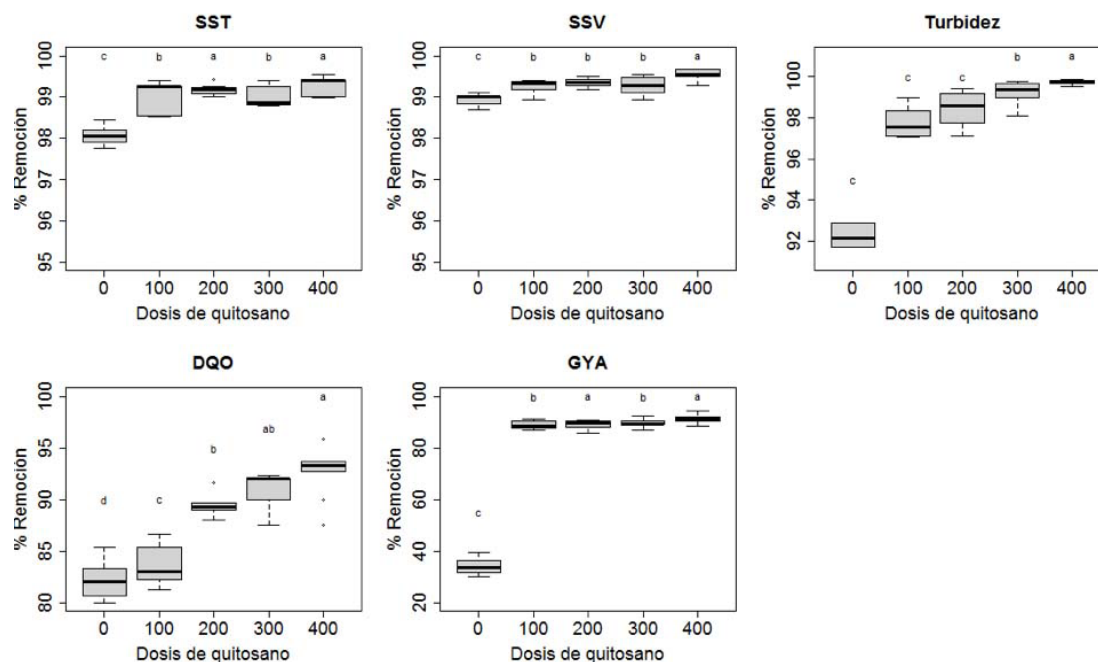 SST
% Remoción
100
99
98
97
96
95
c b a b a
0 100 200 300 400
Dosis de quitosano
SSV
% Remoción
100
99
98
97
96
95
c b b b a
0 100 200 300 400
Dosis de quitosano
Turbidez
% Remoción
100
98
96
94
92
c c c b a
0 100 200 300 400
Dosis de quitosano
DQO
% Remoción
100
95
90
85
80
d c b ab a
0 100 200 300 400
Dosis de quitosano
GYA
% Remoción
100
80
60
40
20
c b a b a
0 100 200 300 400
Dosis de quitosano